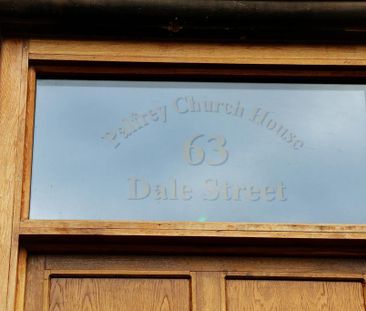 Palfrey Church House
63
Dale Street